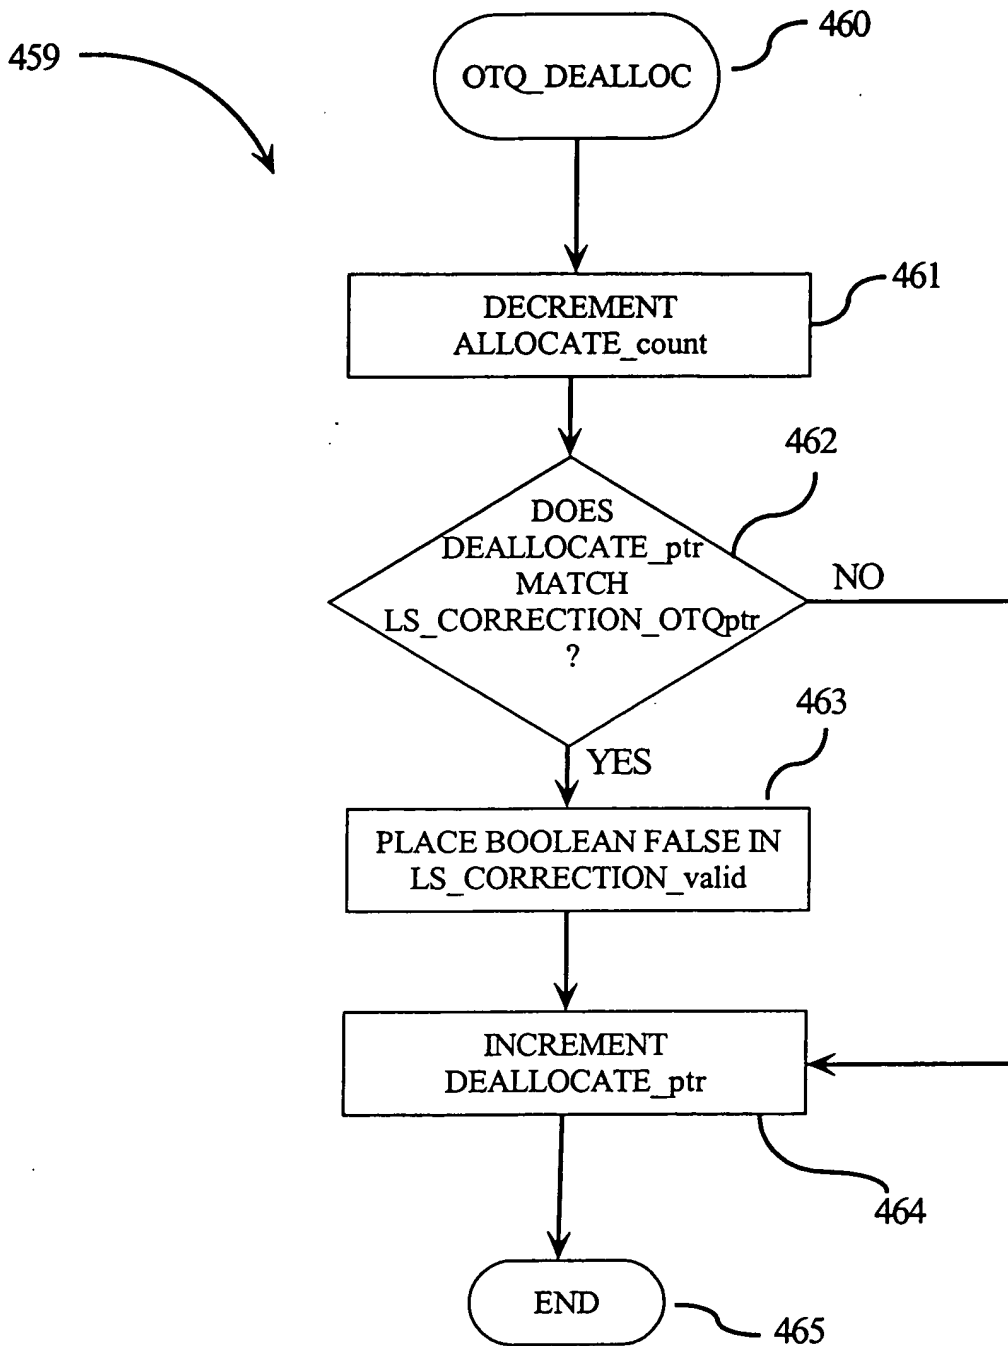 459
460
OTQ_DEALLOC
461
DECREMENT
ALLOCATE_count
462
DOES
DEALLOCATE_ptr
MATCH
LS_CORRECTION_OTQptr
?
NO
463
YES
PLACE BOOLEAN FALSE IN
LS_CORRECTION_valid
INCREMENT
DEALLOCATE_ptr
464
END
465